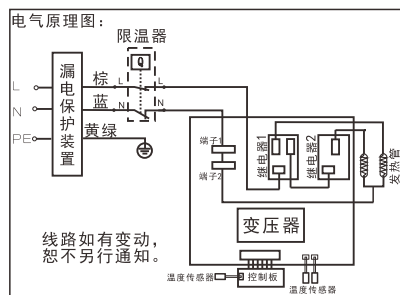 电气原理图：
限温器
L
N
PE
漏电保护装置
棕
L
L
蓝
N
N
黄绿
端子1
端子2
继电器1
继电器2
发热管
变压器
线路如有变动，
恕不另行通知。
温度传感器
控制板
温度传感器